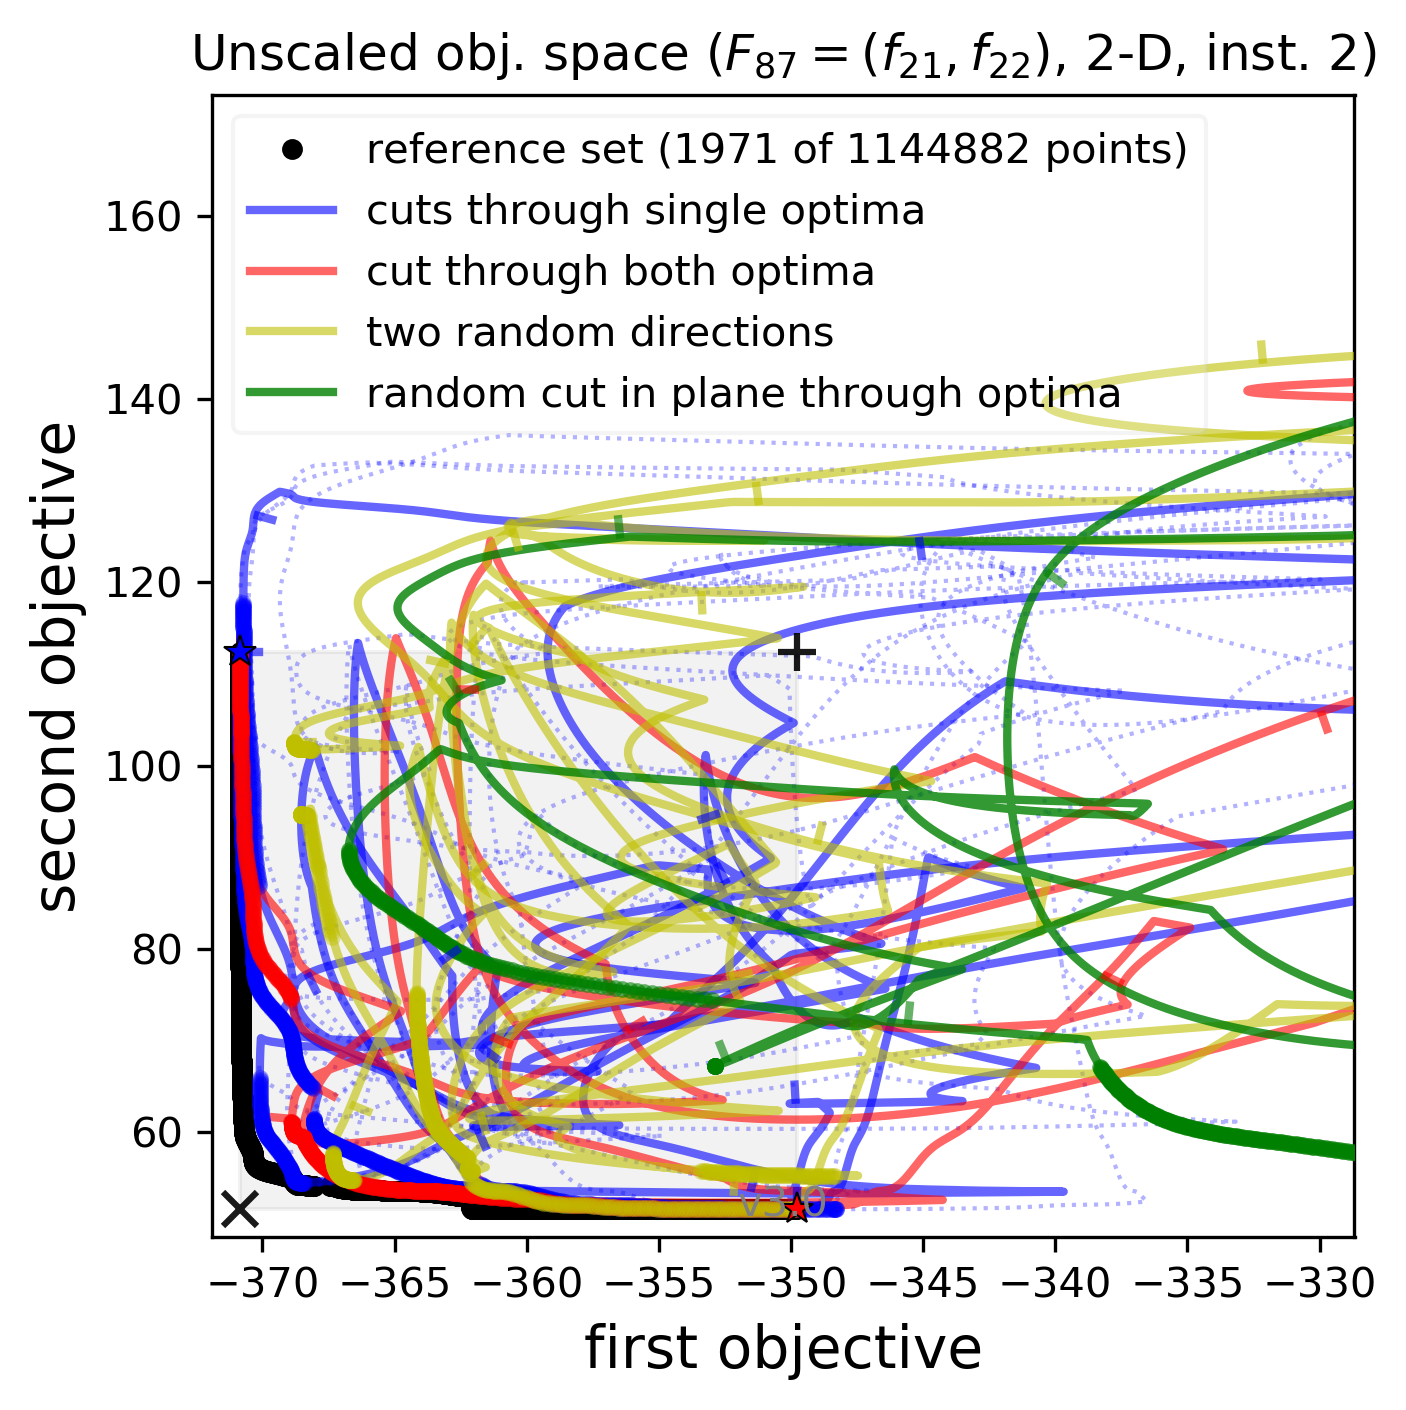 Unscaled obj. space (F87 = (f21, f22), 2-D, inst. 2)
reference set (1971 of 1144882 points)
cuts through single optima
cut through both optima
two random directions
random cut in plane through optima
160
140
120
100
80
60
second objective
v3.0
−370 −365 −360 −355 −350 −345 −340 −335 −330
first objective